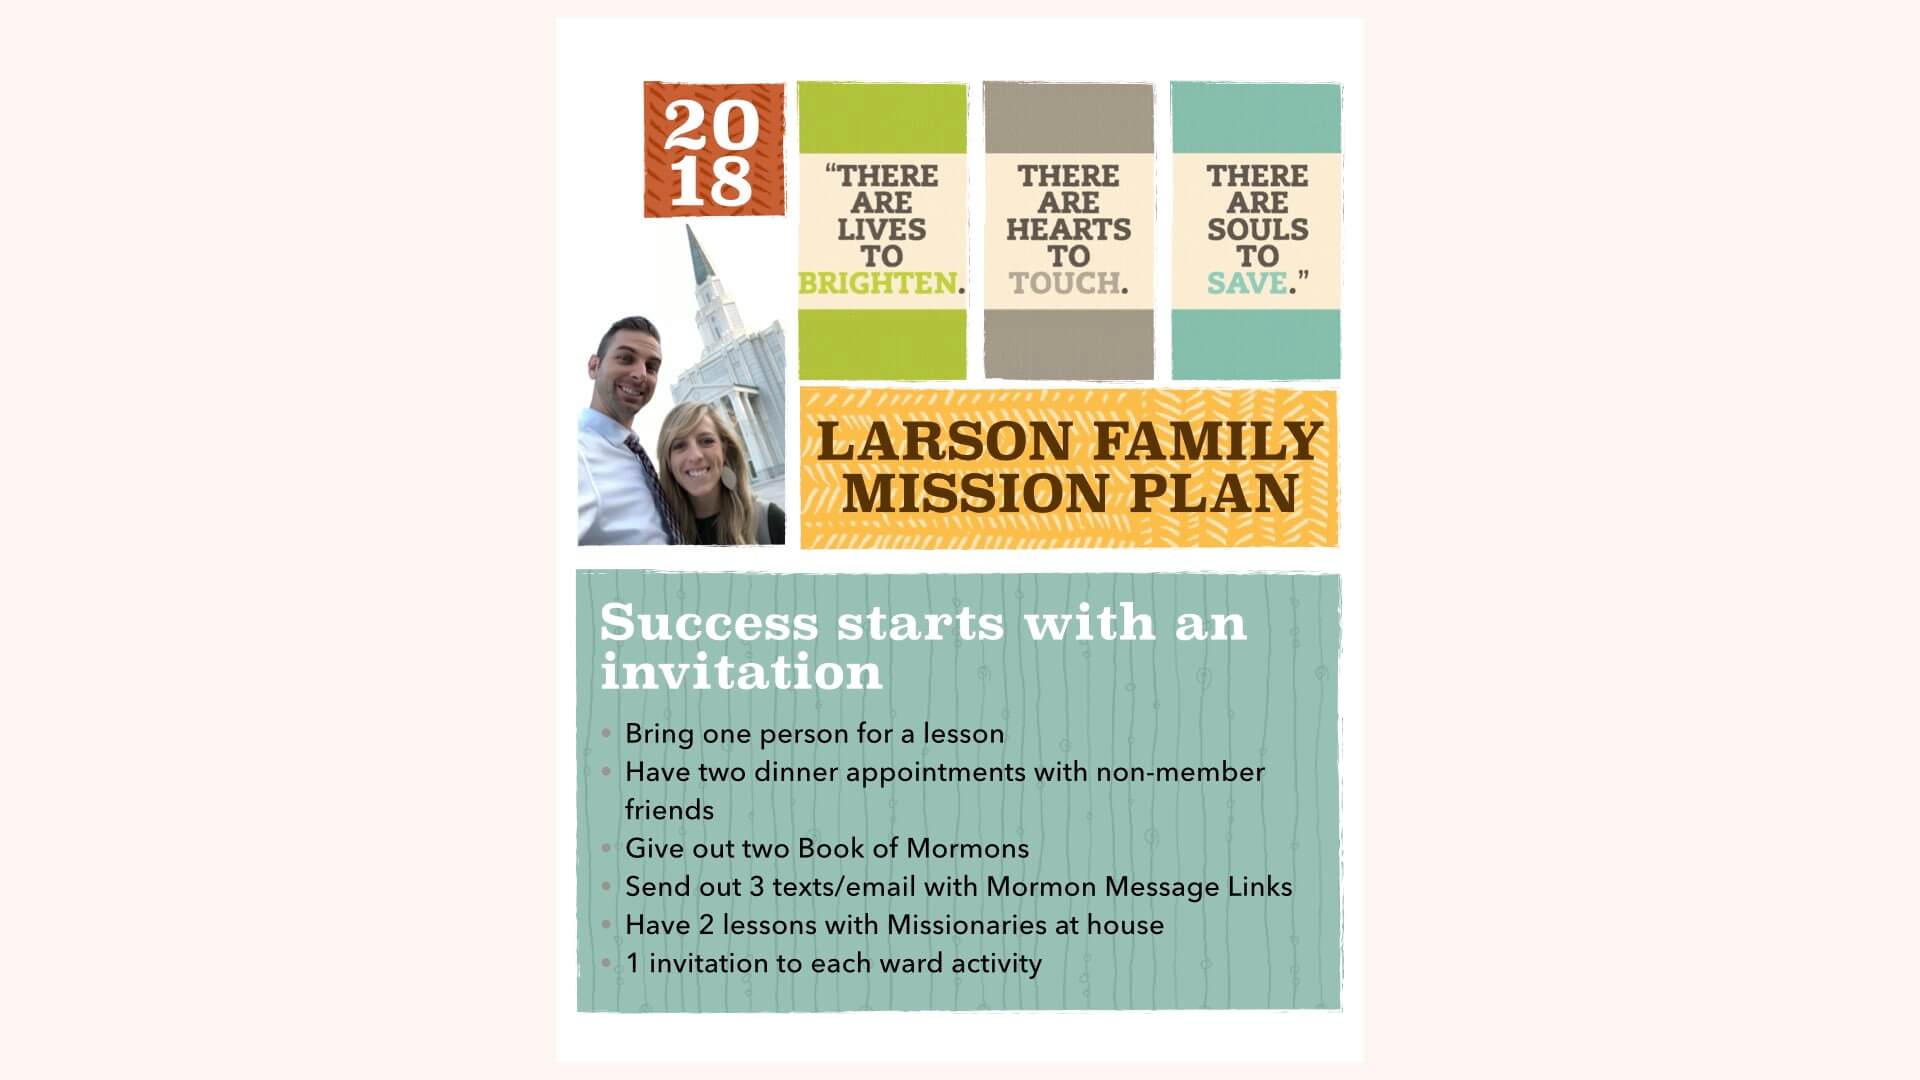 20
18
“THERE
ARE
LIVES
TO
BRIGHTEN.
THERE
ARE
HEARTS
TO
TOUCH.
THERE
ARE
SOULS
TO
SAVE.”
LARSON FAMILY
MISSION PLAN
Success starts with an
invitation
• Bring one person for a lesson
• Have two dinner appointments with non-member
friends
• Give out two Book of Mormons
• Send out 3 texts/email with Mormon Message Links
• Have 2 lessons with Missionaries at house
• 1 invitation to each ward activity